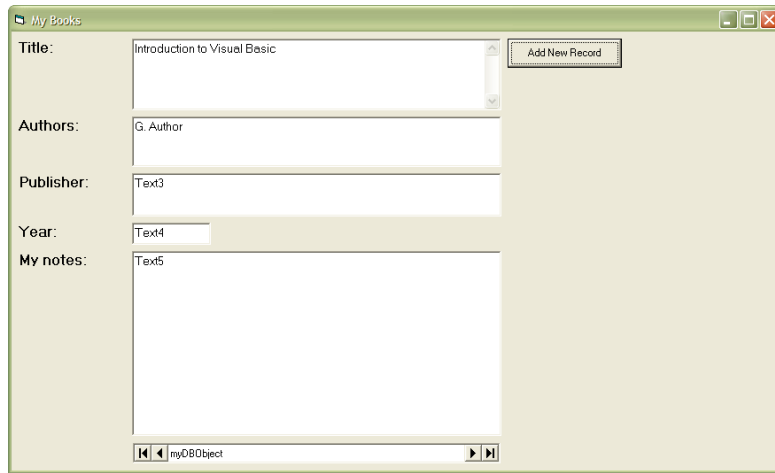 My Books
Title:
Introduction to Visual Basic
Add New Record
Authors:
G. Author
Publisher:
Text3
Year:
Text4
My notes:
Text5
myDBObject